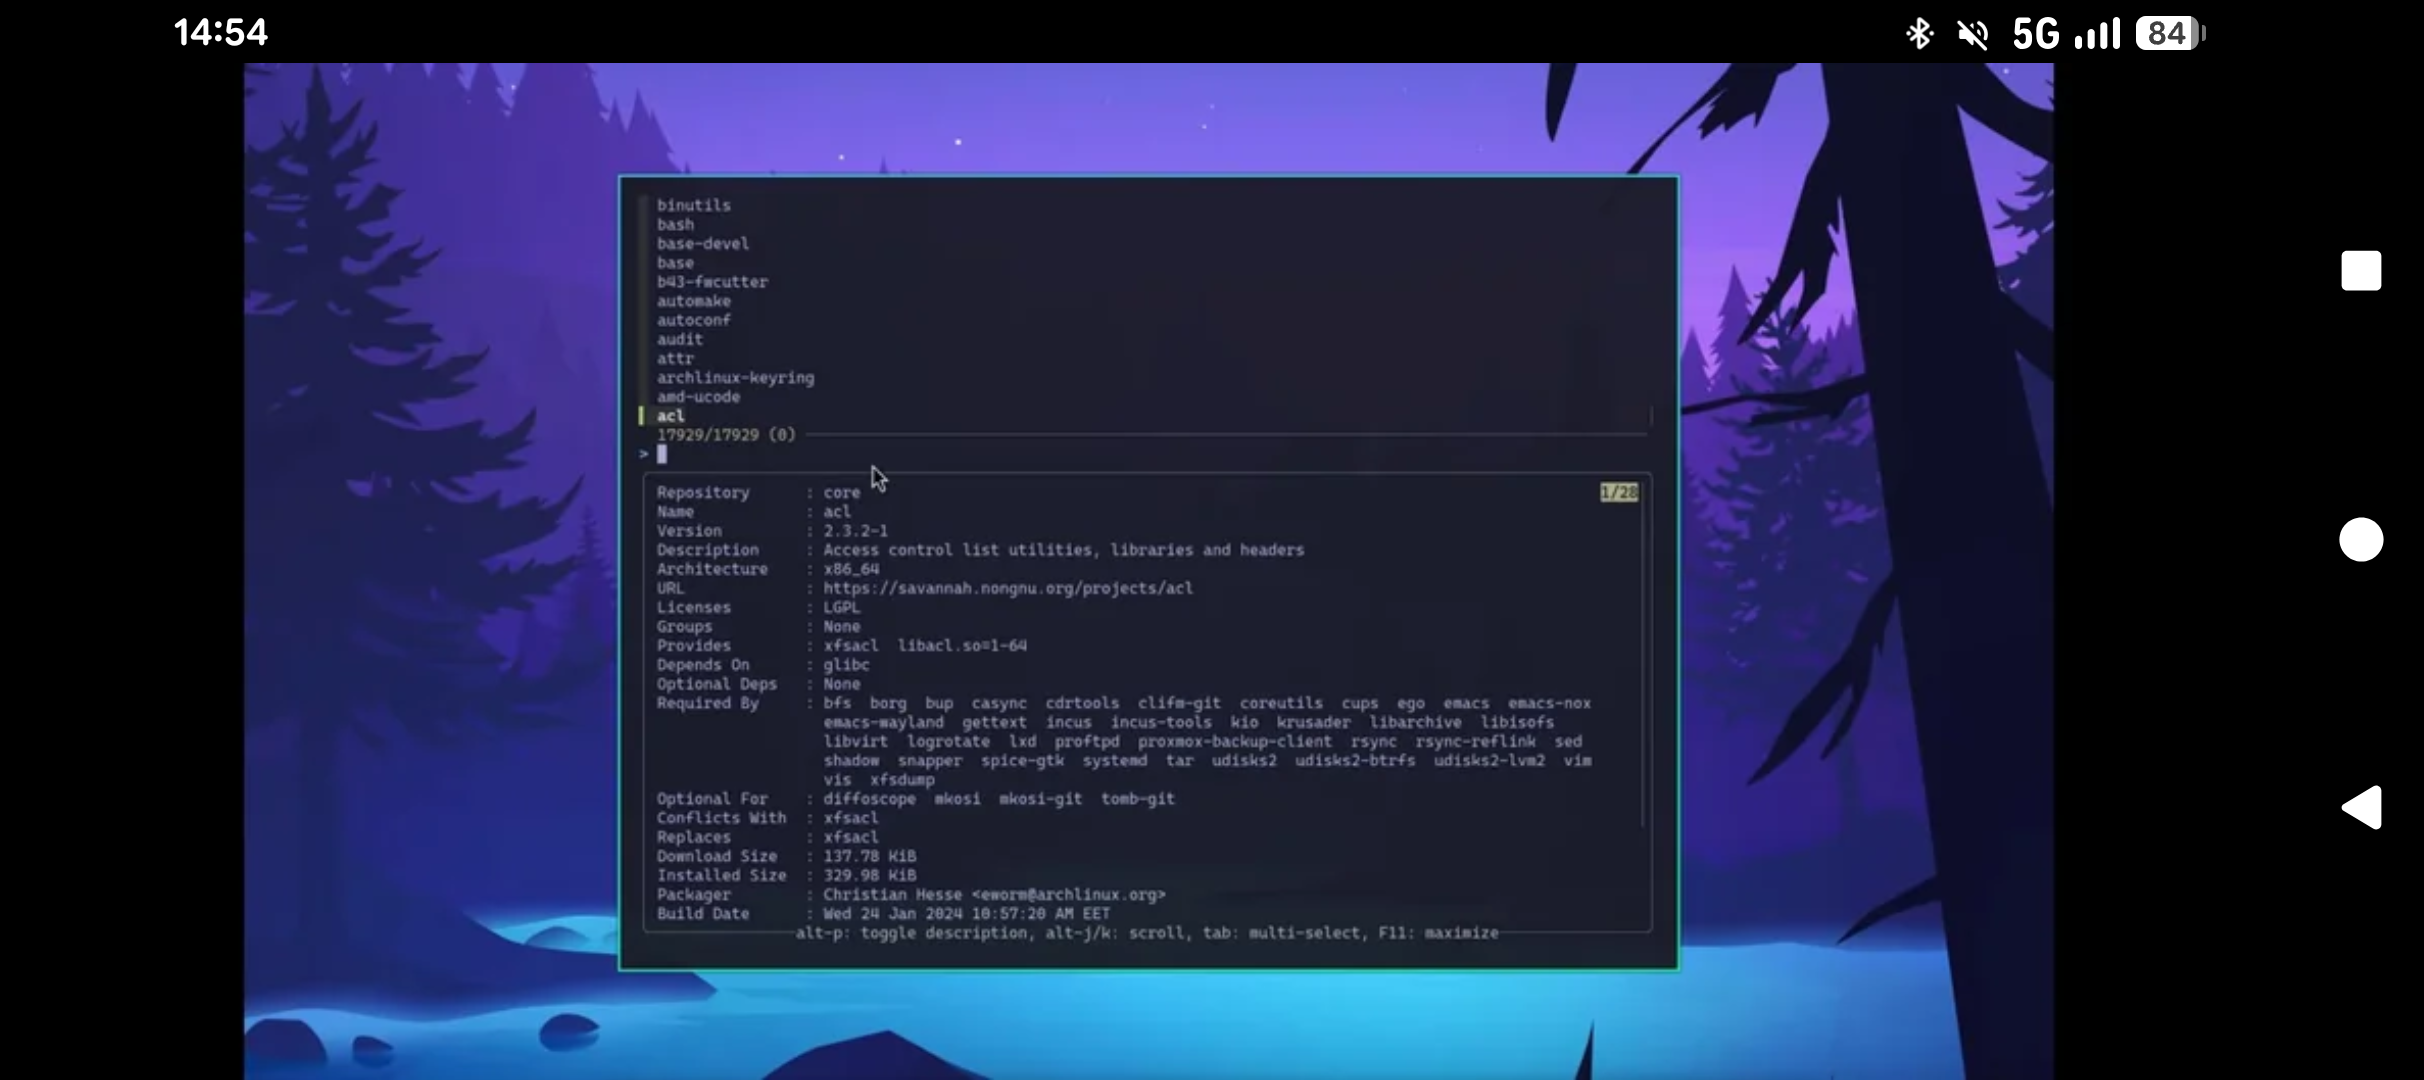 14:54
5G 84
binutils
bash
base-devel
base
b43-fwcutter
automake
autoconf
audit
attr
archlinux-keyring
amd-ucode
acl
17929/17929 (0)
>
1/28
Repository : core
Name : acl
Version : 2.3.2-1
Description : Access control list utilities, libraries and headers
Architecture : x86_64
URL : https://savannah.nongnu.org/projects/acl
Licenses : LGPL
Groups : None
Provides : xfsacl libacl.so=1-64
Depends On : glibc
Optional Deps : None
Required By : bfs borg bup casync cdrtools clifm-git coreutils cups ego emacs emacs-nox
emacs-wayland gettext incus incus-tools kio krusader libarchive libisofs
libvirt logrotate lxd proftpd proxmox-backup-client rsync rsync-reflink sed
shadow snapper spice-gtk systemd tar udisks2 udisks2-btrfs udisks2-lvm2 vim
vis xfsdump
Optional For : diffoscope mkosi mkosi-git tomb-git
Conflicts With : xfsacl
Replaces : xfsacl
Download Size : 137.78 KiB
Installed Size : 329.98 KiB
Packager : Christian Hesse <eworm@archlinux.org>
Build Date : Wed 24 Jan 2024 10:57:20 AM EET
alt-p: toggle description, alt-j/k: scroll, tab: multi-select, F11: maximize